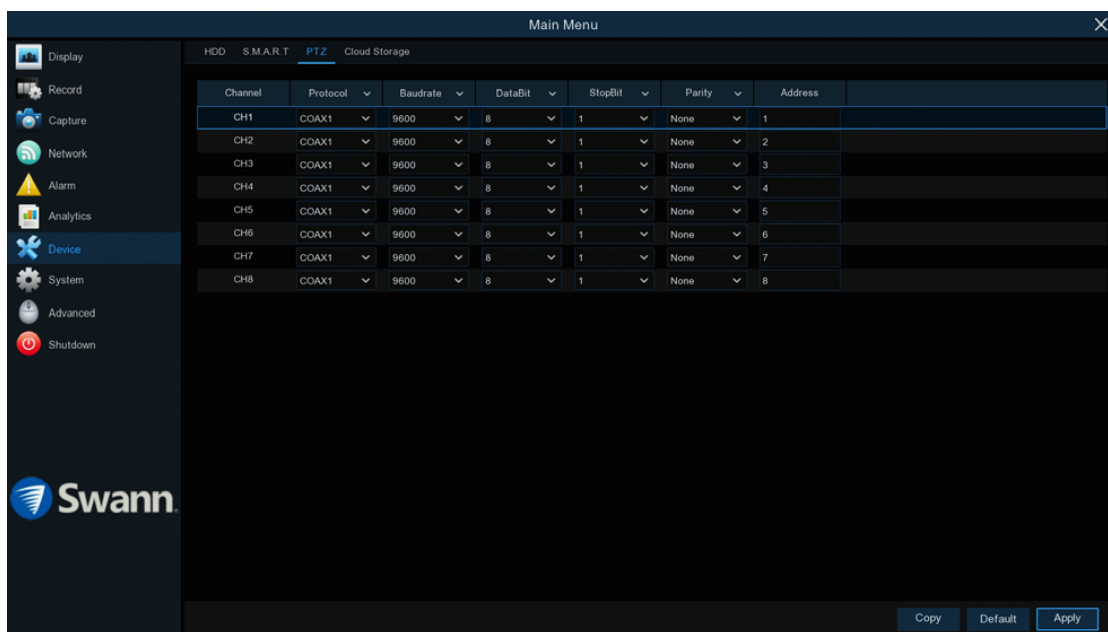 Main Menu
Display
Record
Capture
Network
Alarm
Analytics
Device
System
Advanced
Shutdown
Swann
HDD S.M.A.R.T PTZ Cloud Storage
Channel Protocol Baudrate DataBit StopBit Parity Address
CH1 COAX1 9600 8 1 None 1
CH2 COAX1 9600 8 1 None 2
CH3 COAX1 9600 8 1 None 3
CH4 COAX1 9600 8 1 None 4
CH5 COAX1 9600 8 1 None 5
CH6 COAX1 9600 8 1 None 6
CH7 COAX1 9600 8 1 None 7
CH8 COAX1 9600 8 1 None 8
Copy Default Apply